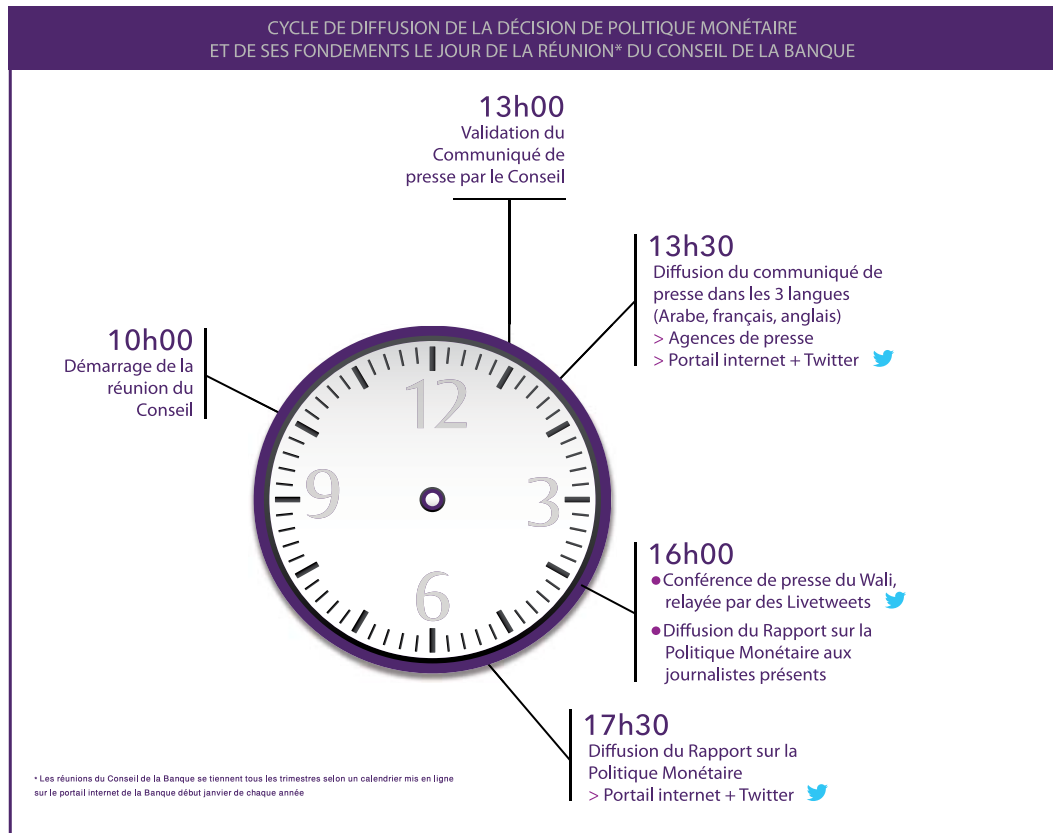 CYCLE DE DIFFUSION DE LA DÉCISION DE POLITIQUE MONÉTAIRE
ET DE SES FONDEMENTS LE JOUR DE LA RÉUNION* DU CONSEIL DE LA BANQUE
13h00
Validation du
Communiqué de
presse par le Conseil
13h30
Diffusion du communiqué de
presse dans les 3 langues
(Arabe, français, anglais)
> Agences de presse
> Portail internet + Twitter
10h00
Démarrage de la
réunion du
Conseil
12
9
3
6
16h00
• Conférence de presse du Wali,
relayée par des Livetweets
• Diffusion du Rapport sur la
Politique Monétaire aux
journalistes présents
17h30
Diffusion du Rapport sur la
Politique Monétaire
> Portail internet + Twitter
* Les réunions du Conseil de la Banque se tiennent tous les trimestres selon un calendrier mis en ligne
sur le portail internet de la Banque début janvier de chaque année